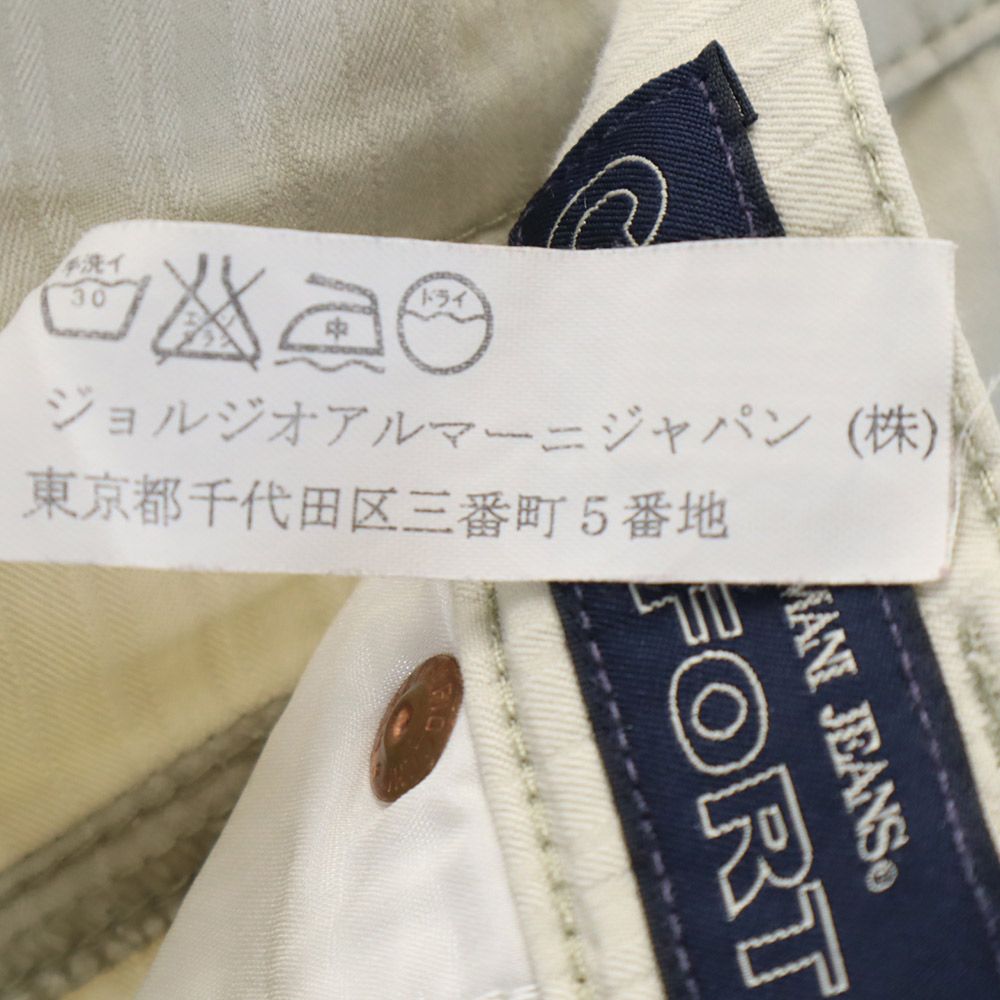 手洗イ
30
エンソ
サラシ
中
ドライ
ジョルジオアルマーニジャパン (株)
東京都千代田区三番町5番地
MANI JEANS®
FORT
C